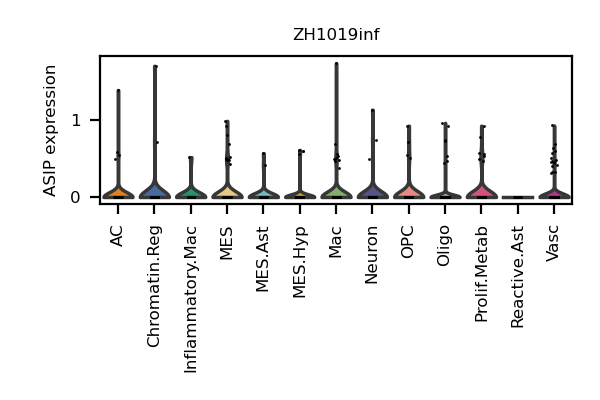 ZH1019inf
ASIP expression
1
0
AC
Chromatin.Reg
Inflammatory.Mac
MES
MES.Ast
MES.Hyp
Mac
Neuron
OPC
Oligo
Prolif.Metab
Reactive.Ast
Vasc